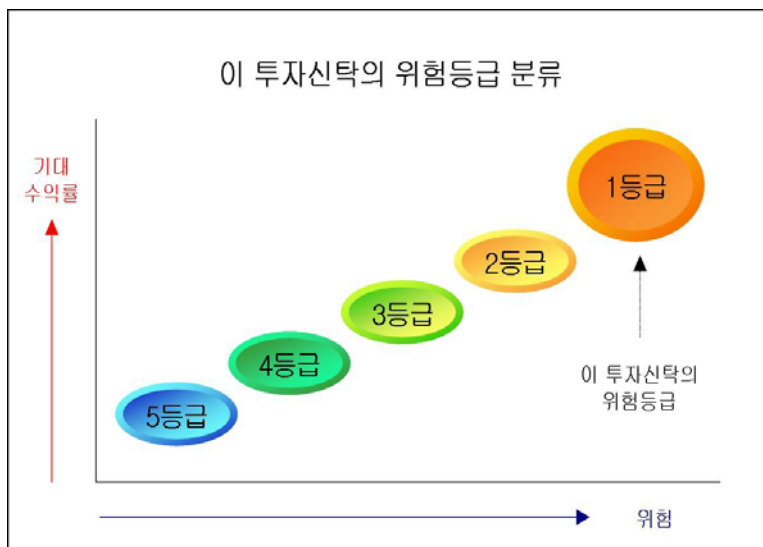 이 투자신탁의 위험등급 분류
기대
수익률
1등급
2등급
3등급
4등급
5등급
이 투자신탁의
위험등급
위험